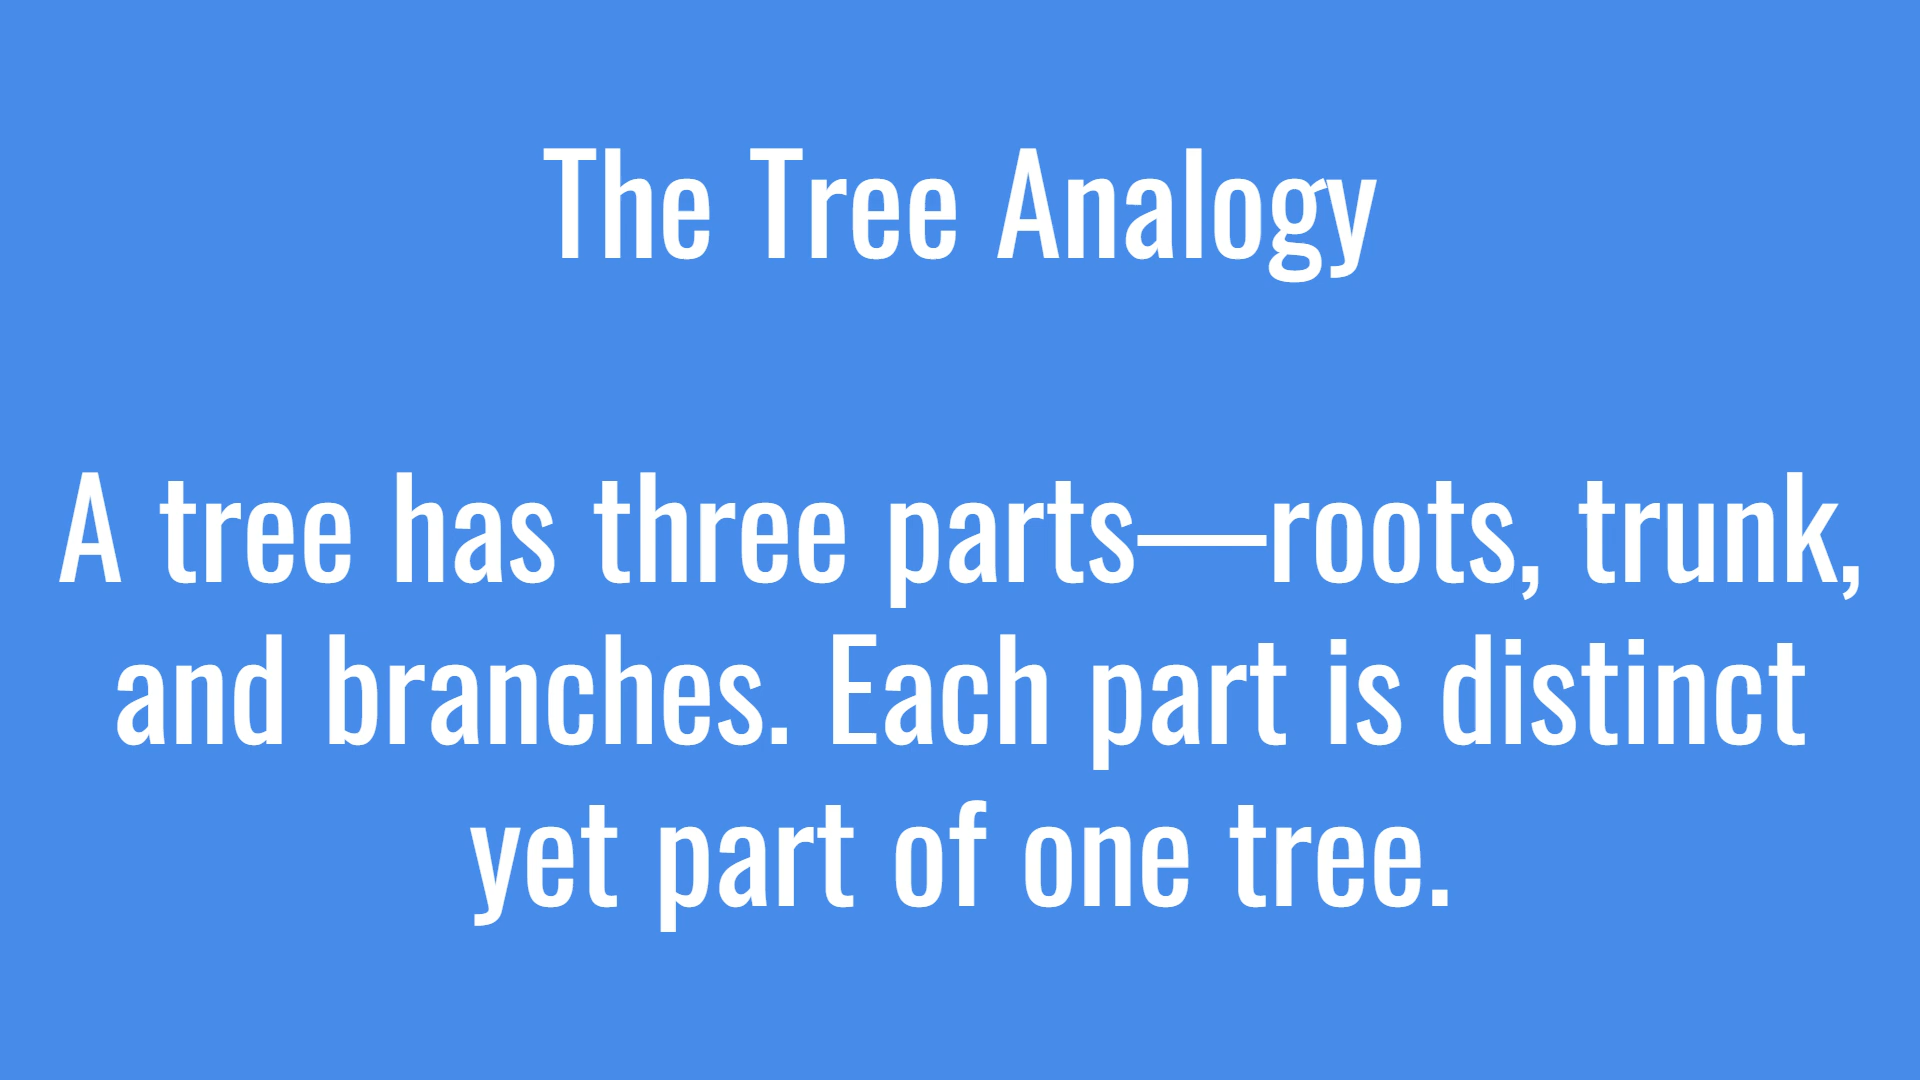 The Tree Analogy
A tree has three parts—roots, trunk,
and branches. Each part is distinct
yet part of one tree.